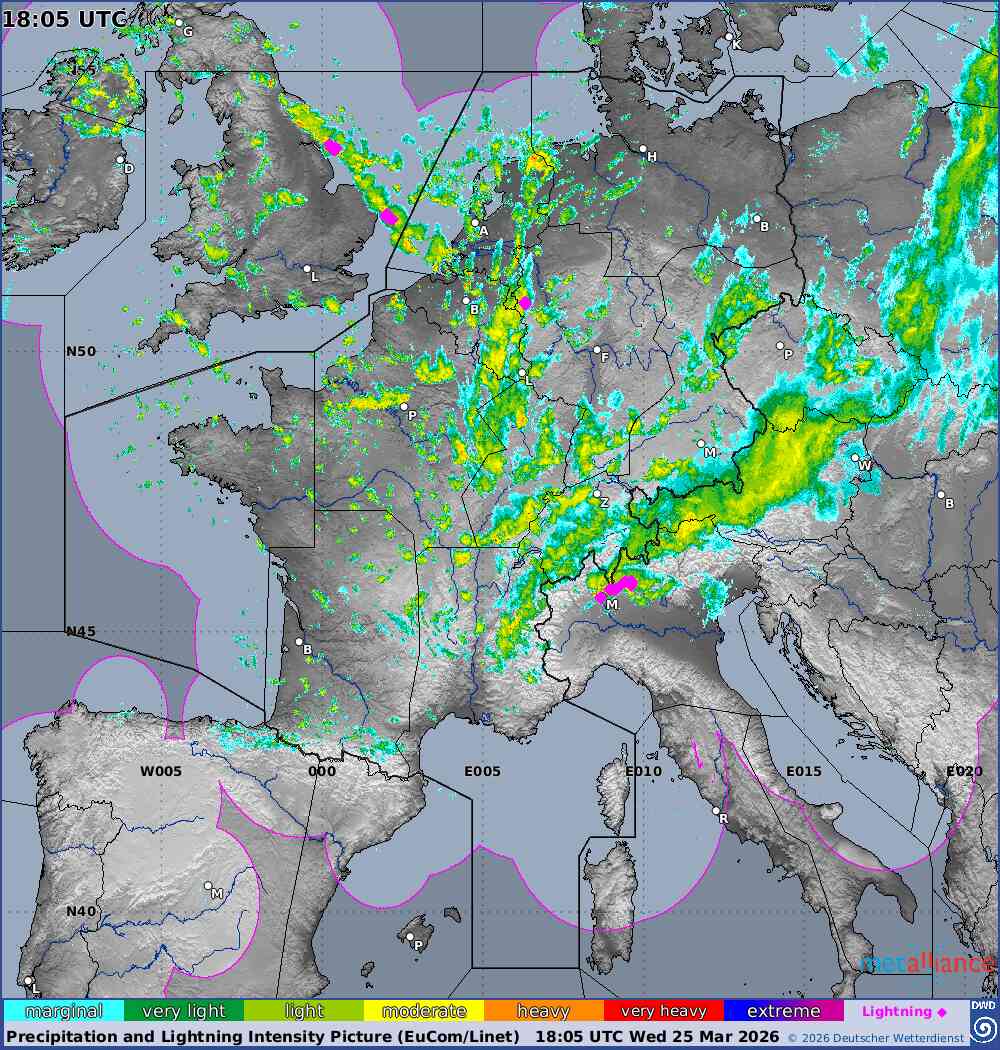 18:05 UTC
G
K
N55
D
H
A
B
L
B
N50
F
P
L
P
M
W
Z
B
M
N45
B
W005
000
E005
E010
E015
E020
R
M
N40
P
L
metalliance
marginal
very light
light
moderate
heavy
very heavy
extreme
Lightning ◆
DWD
Precipitation and Lightning Intensity Picture (EuCom/Linet) 18:05 UTC Wed 25 Mar 2026 © 2026 Deutscher Wetterdienst